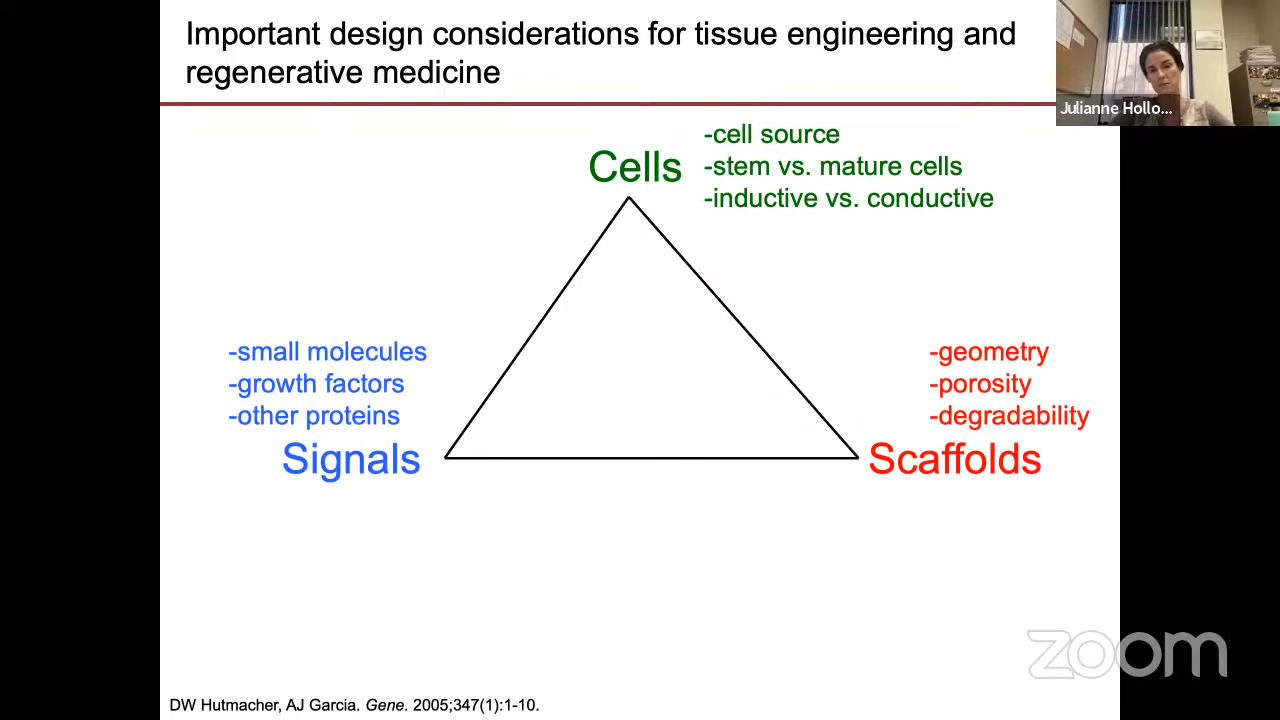 Important design considerations for tissue engineering and
regenerative medicine
Julianne Hollo...
Cells
-cell source
-stem vs. mature cells
-inductive vs. conductive
-small molecules
-growth factors
-other proteins
Signals
-geometry
-porosity
-degradability
Scaffolds
zoom
DW Hutmacher, AJ Garcia. Gene. 2005;347(1):1-10.